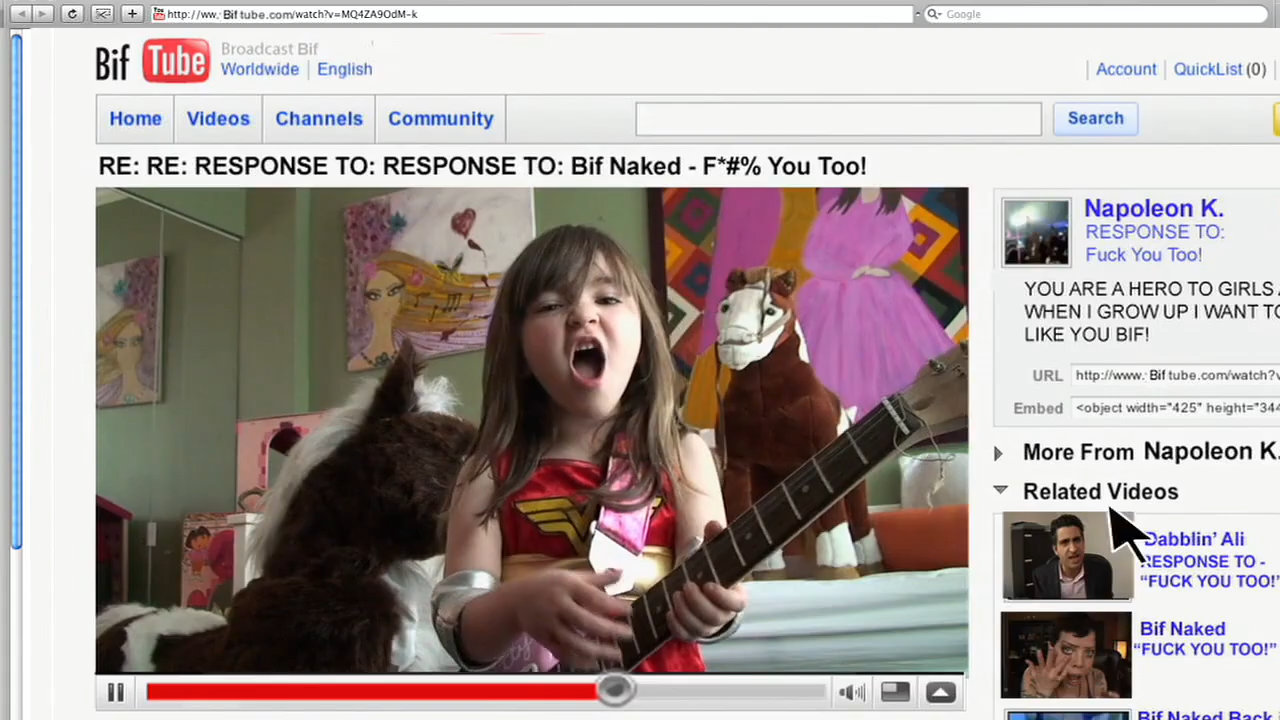 http://ww. Bif tube.com/watch?v=MQ4ZA9OdM-k
Google
Bif Tube
Broadcast Bif
Worldwide | English
Account | QuickList (0)
Home Videos Channels Community
Search
RE: RE: RESPONSE TO: RESPONSE TO: Bif Naked - F*#% You Too!
Napoleon K.
RESPONSE TO:
Fuck You Too!
YOU ARE A HERO TO GIRLS
WHEN I GROW UP I WANT TO
LIKE YOU BIF!
URL http://www. Bif tube.com/watch?v
Embed <object width="425" height="344
More From Napoleon K.
Related Videos
Dabblin' Ali
RESPONSE TO -
“FUCK YOU TOO!”
Bif Naked
“FUCK YOU TOO!”
Bif Naked Back